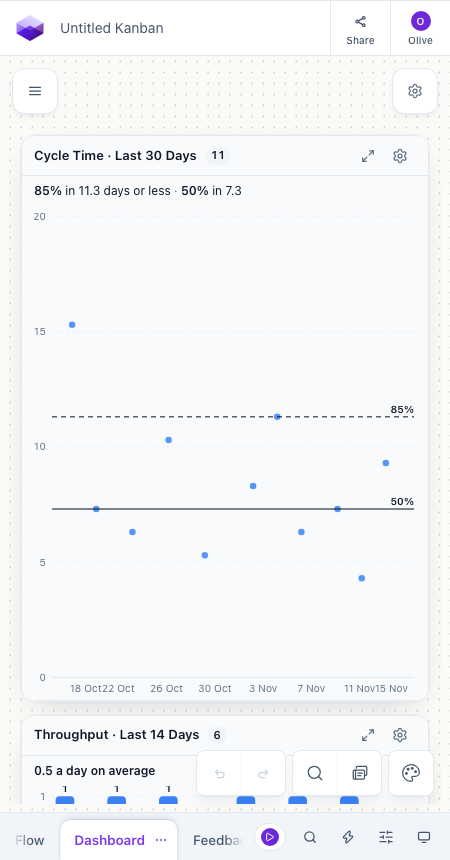 Untitled Kanban
Share
O
Olive
Cycle Time · Last 30 Days 11
85% in 11.3 days or less · 50% in 7.3
20
15
85%
10
50%
5
0
18 Oct 22 Oct 26 Oct 30 Oct 3 Nov 7 Nov 11 Nov 15 Nov
Throughput · Last 14 Days 6
0.5 a day on average
1 1 1
1
Flow Dashboard ··· Feedba